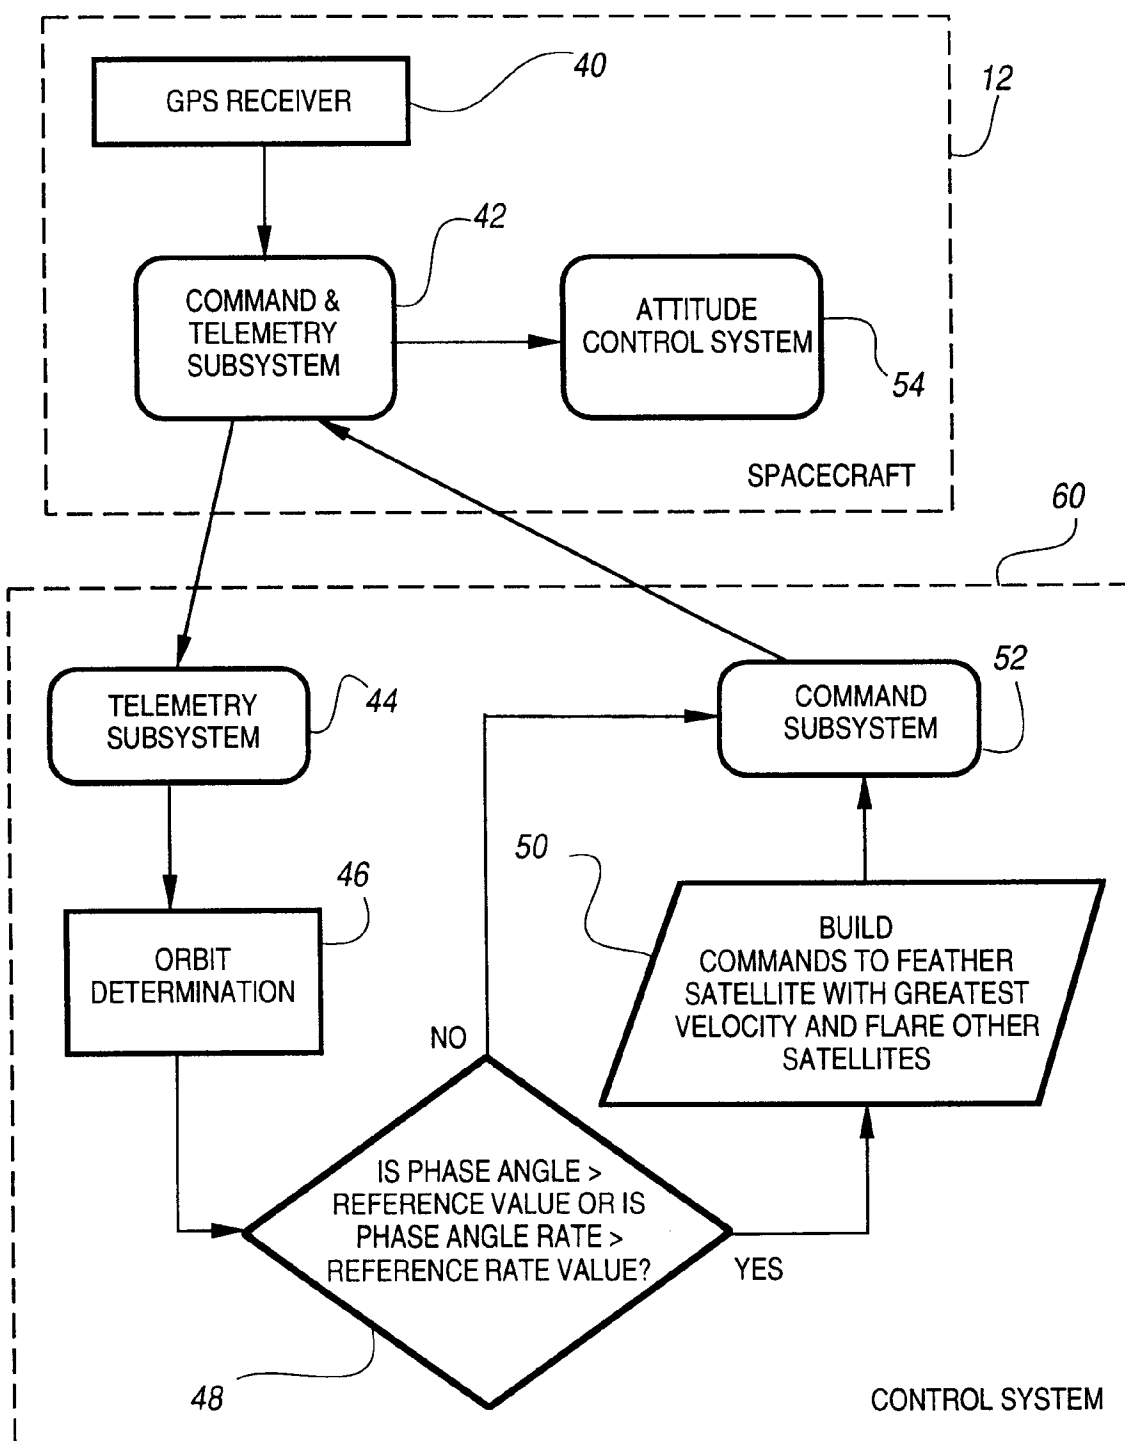 GPS RECEIVER
40
12
42
COMMAND &
TELEMETRY
SUBSYSTEM
ATTITUDE
CONTROL SYSTEM
54
SPACECRAFT
60
TELEMETRY
SUBSYSTEM
44
COMMAND
SUBSYSTEM
52
50
46
ORBIT
DETERMINATION
BUILD
COMMANDS TO FEATHER
SATELLITE WITH GREATEST
VELOCITY AND FLARE OTHER
SATELLITES
NO
IS PHASE ANGLE >
REFERENCE VALUE OR IS
PHASE ANGLE RATE >
REFERENCE RATE VALUE?
YES
48
CONTROL SYSTEM